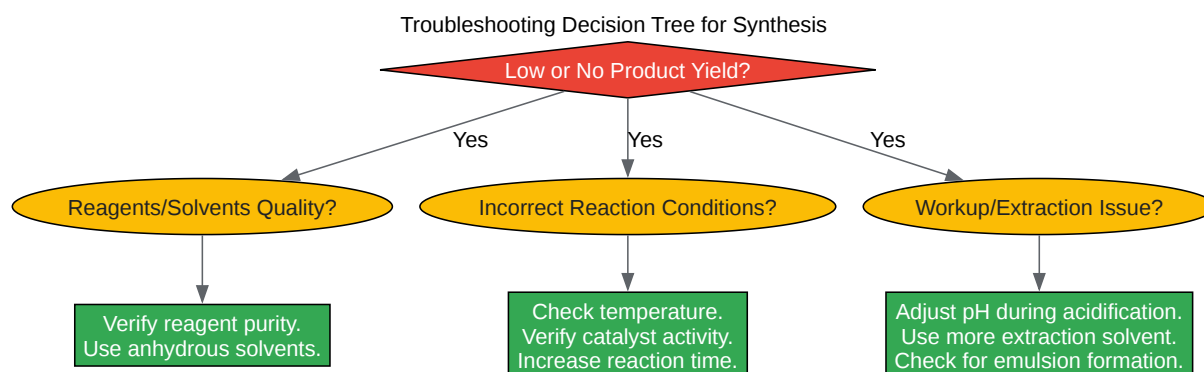 Troubleshooting Decision Tree for Synthesis
Low or No Product Yield?
Yes
Yes
Yes
Reagents/Solvents Quality?
Incorrect Reaction Conditions?
Workup/Extraction Issue?
Verify reagent purity.
Use anhydrous solvents.
Check temperature.
Verify catalyst activity.
Increase reaction time.
Adjust pH during acidification.
Use more extraction solvent.
Check for emulsion formation.